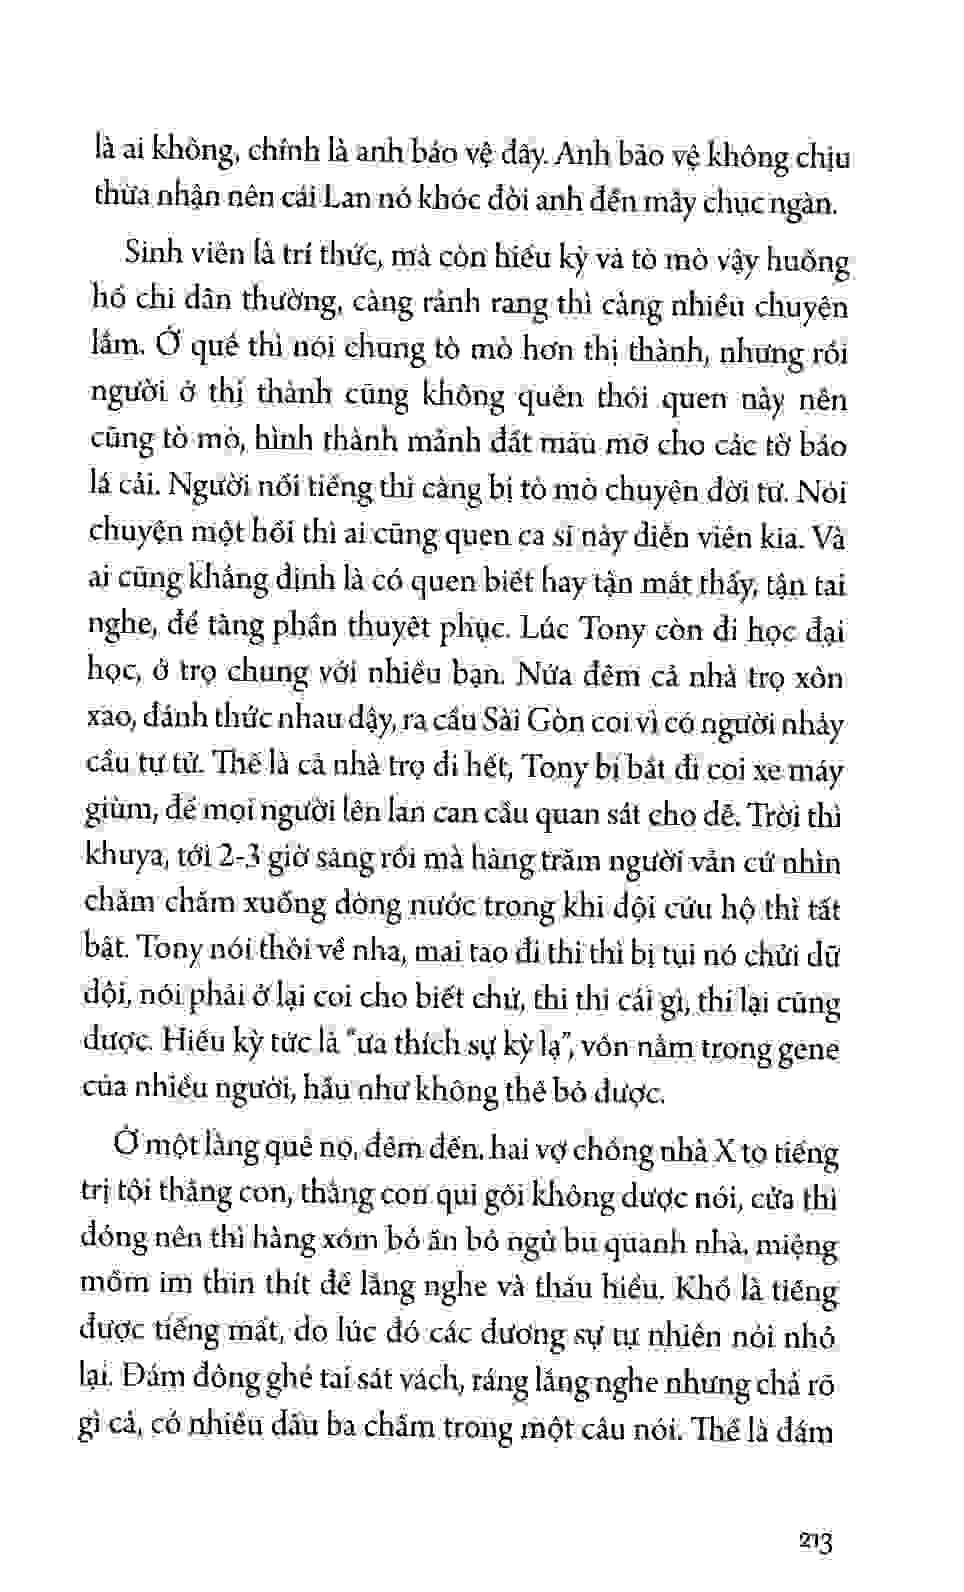 là ai không, chính là anh bảo vệ đây. Anh bảo vệ không chịu
thừa nhận nên cái Lan nó khóc đòi anh đến mấy chục ngàn.
Sinh viên là trí thức, mà còn hiếu kỳ và tò mò vậy huống
hồ chi dân thường, càng rảnh rang thì càng nhiều chuyện
lắm. Ở quê thì nói chung tò mò hơn thị thành, nhưng rồi
người ở thị thành cũng không quên thói quen này nên
cũng tò mò, hình thành mảnh đất màu mỡ cho các tờ báo
lá cải. Người nổi tiếng thì càng bị tò mò chuyện đời tư. Nói
chuyện một hồi thì ai cũng quen ca sĩ này diễn viên kia. Và
ai cũng khẳng định là có quen biết hay tận mắt thấy, tận tai
nghe, để tăng phần thuyết phục. Lúc Tony còn đi học đại
học, ở trọ chung với nhiều bạn. Nửa đêm cả nhà trọ xôn
xao, đánh thức nhau dậy, ra cầu Sài Gòn coi vì có người nhảy
cầu tự tử. Thế là cả nhà trọ đi hết, Tony bị bắt đi coi xe máy
giùm, để mọi người lên lan can cầu quan sát cho dễ. Trời thì
khuya, tới 2-3 giờ sáng rồi mà hàng trăm người vẫn cứ nhìn
chằm chằm xuống dòng nước trong khi đội cứu hộ thì tất
bật. Tony nói thôi về nha, mai tao đi thi thì bị tụi nó chửi dữ
dội, nói phải ở lại coi cho biết chứ, thi thi cái gì, thi lại cũng
được. Hiếu kỳ tức là "ưa thích sự kỳ lạ", vốn nằm trong gene
của nhiều người, hầu như không thể bỏ được.
Ở một làng quê nọ, đêm đến, hai vợ chồng nhà X to tiếng
trị tội thằng con, thằng con quì gối không được nói, cửa thì
đóng nên thì hàng xóm bỏ ăn bỏ ngủ bu quanh nhà, miệng
mồm im thin thít để lắng nghe và thấu hiểu. Khổ là tiếng
được tiếng mất, do lúc đó các đương sự tự nhiên nói nhỏ
lại. Đám đông ghé tai sát vách, ráng lắng nghe nhưng chả rõ
gì cả, có nhiều dấu ba chấm trong một câu nói. Thế là đám
213